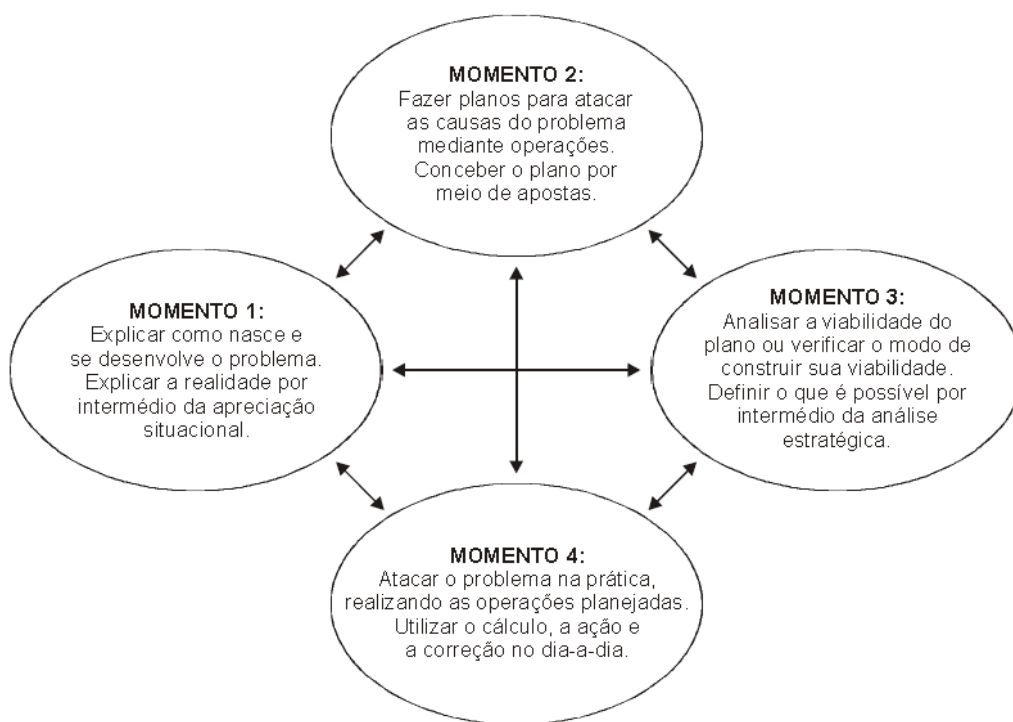 MOMENTO 2:
Fazer planos para atacar
as causas do problema
mediante operações.
Conceber o plano por
meio de apostas.
MOMENTO 1:
Explicar como nasce e
se desenvolve o problema.
Explicar a realidade por
intermédio da apreciação
situacional.
MOMENTO 3:
Analisar a viabilidade do
plano ou verificar o modo de
construir sua viabilidade.
Definir o que é possível por
intermédio da análise
estratégica.
MOMENTO 4:
Atacar o problema na prática,
realizando as operações planejadas.
Utilizar o cálculo, a ação e
a correção no dia-a-dia.